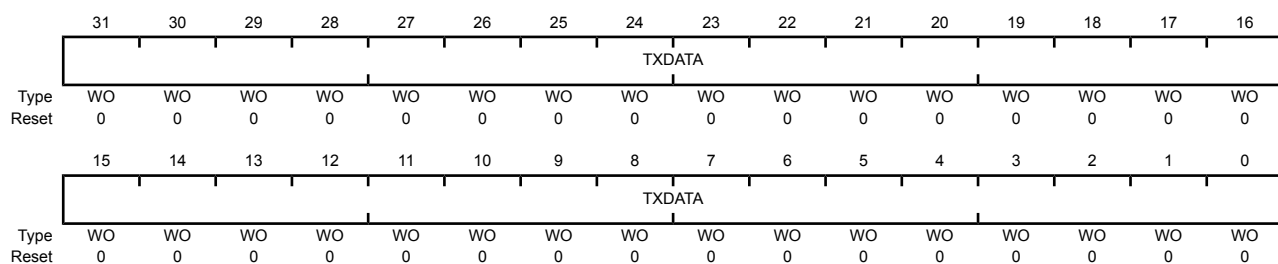 31 30 29 28 27 26 25 24 23 22 21 20 19 18 17 16
TXDATA
Type WO WO WO WO WO WO WO WO WO WO WO WO WO WO WO WO
Reset 0 0 0 0 0 0 0 0 0 0 0 0 0 0 0 0
15 14 13 12 11 10 9 8 7 6 5 4 3 2 1 0
TXDATA
Type WO WO WO WO WO WO WO WO WO WO WO WO WO WO WO WO
Reset 0 0 0 0 0 0 0 0 0 0 0 0 0 0 0 0